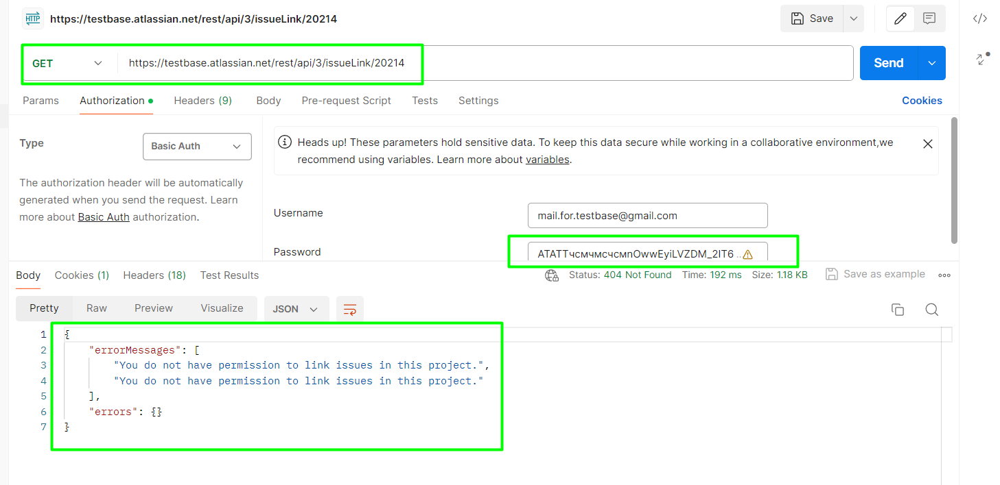 HTTP https://testbase.atlassian.net/rest/api/3/issueLink/20214 Save </>
GET https://testbase.atlassian.net/rest/api/3/issueLink/20214 Send
Params Authorization Headers (9) Body Pre-request Script Tests Settings Cookies
Type Basic Auth
The authorization header will be automatically
generated when you send the request. Learn
more about Basic Auth authorization.
Heads up! These parameters hold sensitive data. To keep this data secure while working in a collaborative environment,we
recommend using variables. Learn more about variables.
Username mail.for.testbase@gmail.com
Password ATATTчсмчмсчсмпOwwEyiLVZDM_2IT6 ..
Body Cookies (1) Headers (18) Test Results Status: 404 Not Found Time: 192 ms Size: 1.18 KB Save as example
Pretty Raw Preview Visualize JSON
1 {
2 "errorMessages": [
3 "You do not have permission to link issues in this project.",
4 "You do not have permission to link issues in this project."
5 ],
6 "errors": {}
7 }